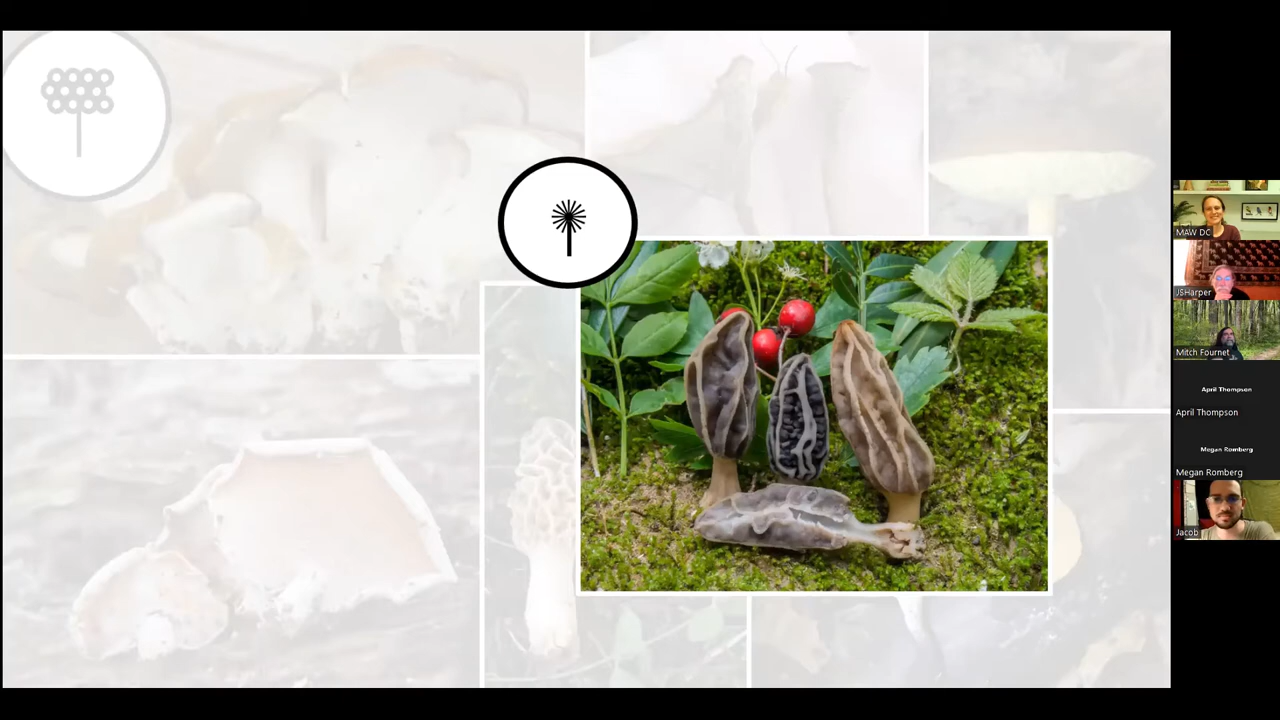 MAW DC
JSHarper
Mitch Fournet
April Thompson
April Thompson
Megan Romberg
Megan Romberg
Jacob